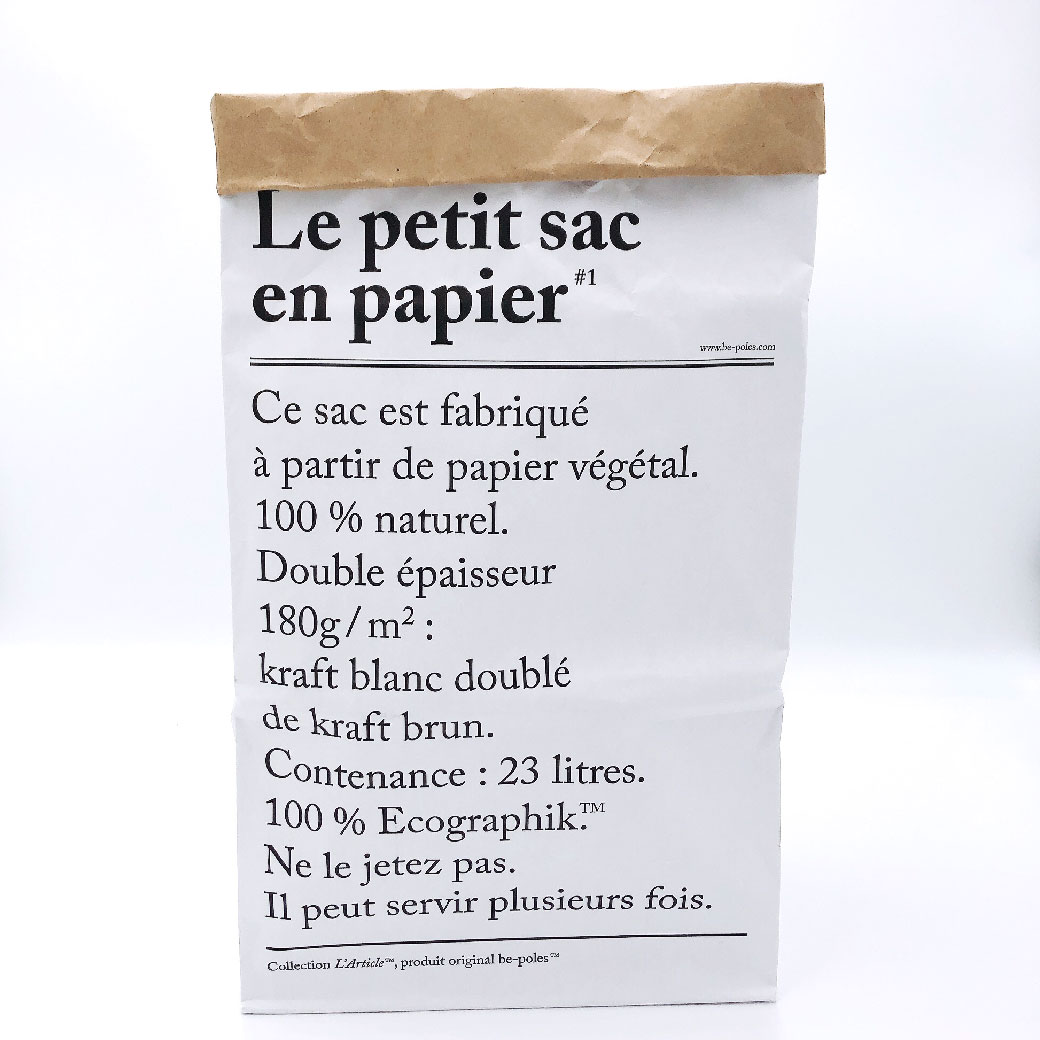 Le petit sac
en papier #1
www.be-poles.com
Ce sac est fabriqué
à partir de papier végétal.
100 % naturel.
Double épaisseur
180g/m² :
kraft blanc doublé
de kraft brun.
Contenance : 23 litres.
100 % Ecographik.™
Ne le jetez pas.
Il peut servir plusieurs fois.
Collection L'Article™, produit original be-poles™